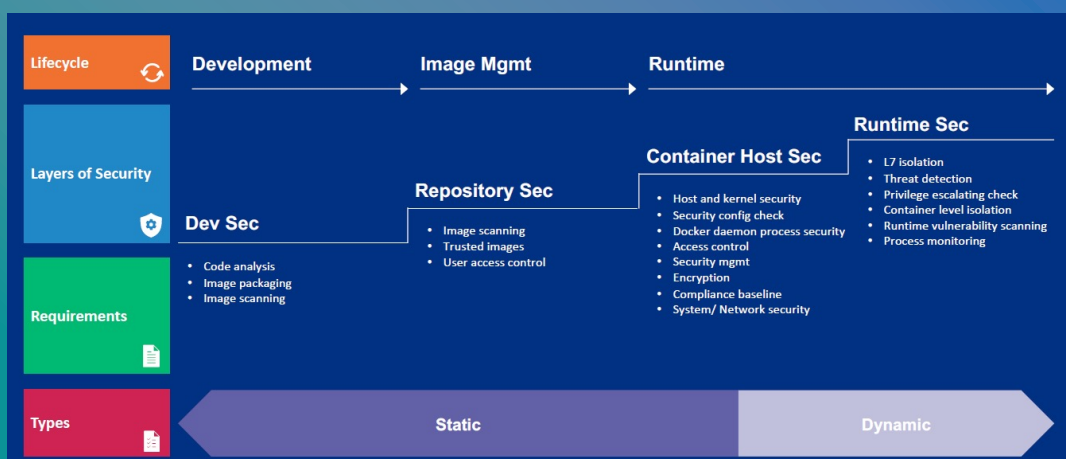 Lifecycle
Development
Image Mgmt
Runtime
Layers of Security
Dev Sec
Repository Sec
Container Host Sec
Runtime Sec
Requirements
• Code analysis
• Image packaging
• Image scanning
• Image scanning
• Trusted images
• User access control
• Host and kernel security
• Security config check
• Docker daemon process security
• Access control
• Security mgmt
• Encryption
• Compliance baseline
• System/ Network security
• L7 isolation
• Threat detection
• Privilege escalating check
• Container level isolation
• Runtime vulnerability scanning
• Process monitoring
Types
Static
Dynamic